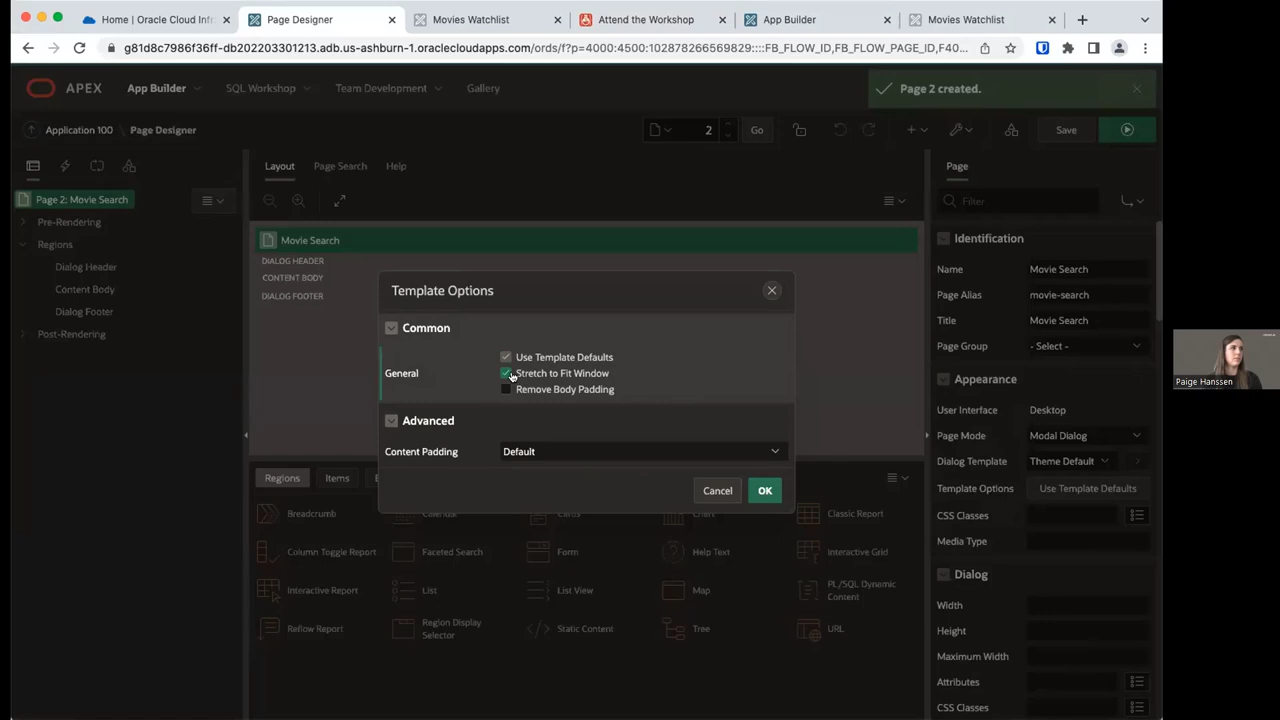 Home | Oracle Cloud Inf
Page Designer
Movies Watchlist
Attend the Workshop
App Builder
Movies Watchlist
g81d8c7986f36ff-db202203301213.adb.us-ashburn-1.oraclecloudapps.com/ords/f?p=4000:4500:102878266569829::::FB_FLOW_ID,FB_FLOW_PAGE_ID,F40...
APEX
App Builder
SQL Workshop
Team Development
Gallery
Page 2 created.
Application 100
Page Designer
2
Go
Save
Layout
Page Search
Help
Page
Page 2: Movie Search
Pre-Rendering
Regions
Dialog Header
Content Body
Dialog Footer
Post-Rendering
Movie Search
DIALOG HEADER
CONTENT BODY
DIALOG FOOTER
Template Options
Common
General
Use Template Defaults
Stretch to Fit Window
Remove Body Padding
Advanced
Content Padding
Default
Cancel
OK
Regions
Items
Breadcrumb
Calendar
Cards
Chart
Classic Report
Column Toggle Report
Faceted Search
Form
Help Text
Interactive Grid
Interactive Report
List
List View
Map
PL/SQL Dynamic
Content
Reflow Report
Region Display
Selector
Static Content
Tree
URL
Filter
Identification
Name
Movie Search
Page Alias
movie-search
Title
Movie Search
Page Group
- Select -
Appearance
User Interface
Desktop
Page Mode
Modal Dialog
Dialog Template
Theme Default
Template Options
Use Template Defaults
CSS Classes
Media Type
Dialog
Width
Height
Maximum Width
Attributes
CSS Classes
Paige Hanssen